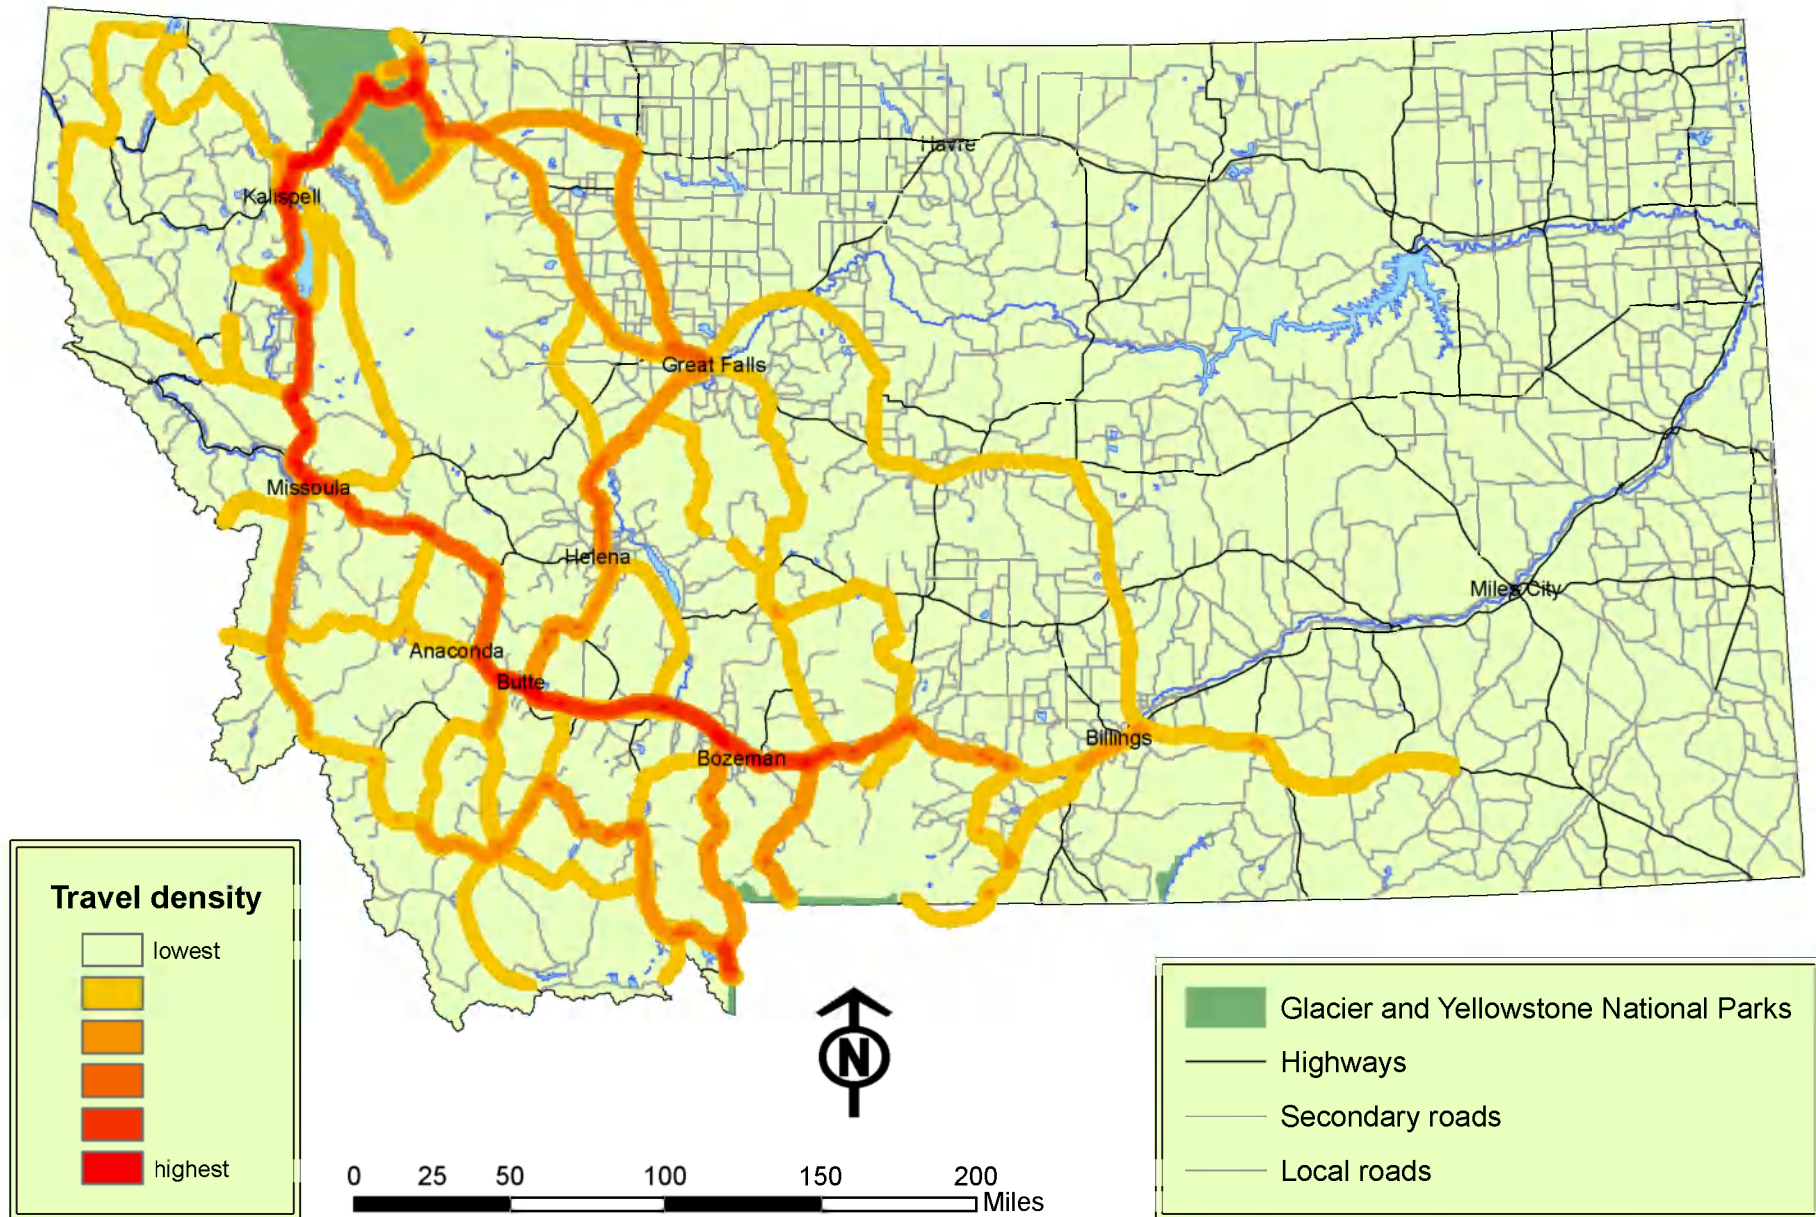 Havre
Kalispell
Great Falls
Missoula
Helena
Miles City
Anaconda
Butte
Billings
Bozeman
Travel density
lowest
highest
N
0 25 50 100 150 200
Miles
Glacier and Yellowstone National Parks
Highways
Secondary roads
Local roads